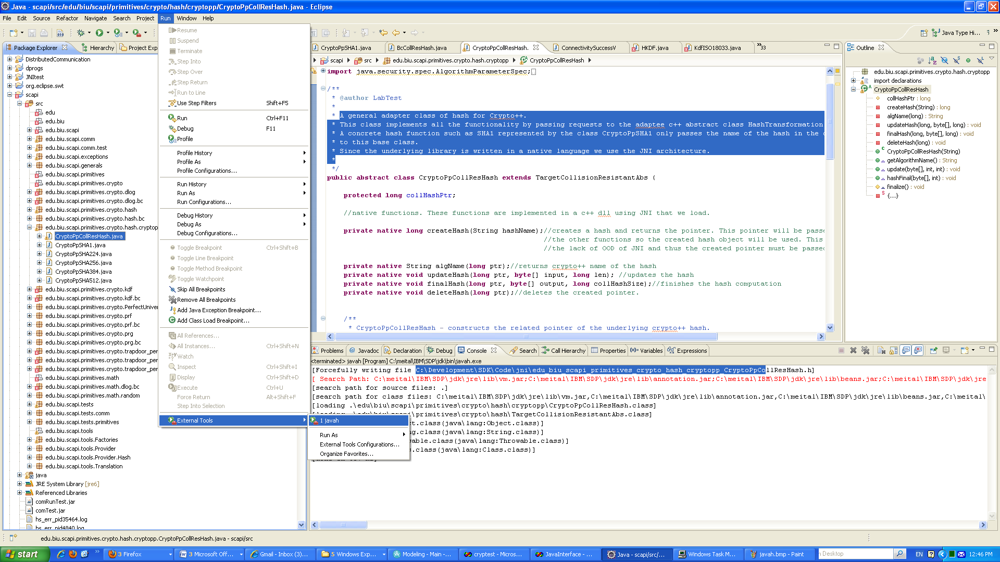 Java - scapi/src/edu/biu/scapi/primitives/crypto/hash/cryptopp/CryptoPpCollResHash.java - Eclipse
File Edit Source Refactor Navigate Search Project Run Window Help
Java Type Hi...
Package Explorer Hierarchy Project Exp
DistributedCommunication
dprogs
JNItest
org.eclipse.swt
scapi
src
edu
edu.biu
edu.biu.scapi
edu.biu.scapi.comm
edu.biu.scapi.comm.test
edu.biu.scapi.exceptions
edu.biu.scapi.generals
edu.biu.scapi.primitives
edu.biu.scapi.primitives.crypto
edu.biu.scapi.primitives.crypto.dlog
edu.biu.scapi.primitives.crypto.dlog.bc
edu.biu.scapi.primitives.crypto.hash
edu.biu.scapi.primitives.crypto.hash.bc
edu.biu.scapi.primitives.crypto.hash.cryptop
CryptoPpCollResHash.java
CryptoPpSHA1.java
CryptoPpSHA224.java
CryptoPpSHA256.java
CryptoPpSHA384.java
CryptoPpSHA512.java
edu.biu.scapi.primitives.crypto.kdf
edu.biu.scapi.primitives.crypto.kdf.bc
edu.biu.scapi.primitives.crypto.PerfectUniver
edu.biu.scapi.primitives.crypto.prf
edu.biu.scapi.primitives.crypto.prf.bc
edu.biu.scapi.primitives.crypto.prg
edu.biu.scapi.primitives.crypto.prg.bc
edu.biu.scapi.primitives.crypto.trapdoor_per
edu.biu.scapi.primitives.crypto.trapdoor_per
edu.biu.scapi.primitives.crypto.trapdoor_per
edu.biu.scapi.primitives.math
edu.biu.scapi.primitives.math.dlog.bc
edu.biu.scapi.primitives.math.random
edu.biu.scapi.tests
edu.biu.scapi.tests.comm
edu.biu.scapi.tests.primitives
edu.biu.scapi.tools
edu.biu.scapi.tools.Factories
edu.biu.scapi.tools.Provider
edu.biu.scapi.tools.Provider.Hash
edu.biu.scapi.tools.Translation
java
JRE System Library [jre6]
Referenced Libraries
comRunTest.jar
comTest.jar
hs_err_pid35464.log
hs_err_pid4840.log
Resume
Suspend
Terminate
Step Into
Step Over
Step Return
Run to Line
Use Step Filters Shift+F5
Run Ctrl+F11
Debug F11
Profile
Profile History
Profile As
Profile Configurations...
Run History
Run As
Run Configurations...
Debug History
Debug As
Debug Configurations...
Toggle Breakpoint Ctrl+Shift+B
Toggle Line Breakpoint
Toggle Method Breakpoint
Toggle Watchpoint
Skip All Breakpoints
Remove All Breakpoints
Add Java Exception Breakpoint...
Add Class Load Breakpoint...
All References...
All Instances... Ctrl+Shift+N
Watch
Inspect Ctrl+Shift+I
Display Ctrl+Shift+D
Execute Ctrl+U
Force Return Alt+Shift+F
Step Into Selection
External Tools
1 javah
Run As
External Tools Configurations...
Organize Favorites...
CryptoPpSHA1.java BcCollResHash.java CryptoPpCollResHash. ConnectivitySuccessV HKDF.java KdfISO18033.java »33
scapi src edu.biu.scapi.primitives.crypto.hash.cryptopp CryptoPpCollResHash
import java.security.spec.AlgorithmParameterSpec;
/**
* @author LabTest
*
* A general adapter class of hash for Crypto++.
* This class implements all the functionality by passing requests to the adaptee c++ abstract class HashTransformation
* A concrete hash function such as SHA1 represented by the class CryptoPpSHA1 only passes the name of the hash in the
* to this base class.
* Since the underlying library is written in a native language we use the JNI architecture.
*
*/
public abstract class CryptoPpCollResHash extends TargetCollisionResistantAbs {
protected long collHashPtr;
//native functions. These functions are implemented in a c++ dll using JNI that we load.
private native long createHash(String hashName);//creates a hash and returns the pointer. This pointer will be passe
//the other functions so the created hash object will be used. This
//the lack of OOD of JNI and thus the created pointer must be passed
private native String algName(long ptr);//returns crypto++ name of the hash
private native void updateHash(long ptr, byte[] input, long len); //updates the hash
private native void finalHash(long ptr, byte[] output, long collHashSize);//finishes the hash computation
private native void deleteHash(long ptr);//deletes the created pointer.
/**
* CryptoPpCollResHash - constructs the related pointer of the underlying crypto++ hash.
Outline
edu.biu.scapi.primitives.crypto.hash.cryptopp
import declarations
CryptoPpCollResHash
collHashPtr : long
createHash(String) : long
algName(long) : String
updateHash(long, byte[], long) : void
finalHash(long, byte[], long) : void
deleteHash(long) : void
CryptoPpCollResHash(String)
getAlgorithmName() : String
update(byte[], int, int) : void
hashFinal(byte[], int) : void
finalize() : void
{...}
Problems Javadoc Declaration Debug Console Search Call Hierarchy Properties Variables Expressions
<terminated> javah [Program] C:\meital\IBM\SDP\jdk\bin\javah.exe
[Forcefully writing file C:\Development\SDK\Code\jni\edu_biu_scapi_primitives_crypto_hash_cryptopp_CryptoPpCollResHash.h]
[ Search Path: C:\meital\IBM\SDP\jdk\jre\lib\vm.jar;C:\meital\IBM\SDP\jdk\jre\lib\annotation.jar;C:\meital\IBM\SDP\jdk\jre\lib\beans.jar;C:\meital\IBM\SDP\jdk\jre
[search path for source files: .]
[search path for class files: C:\meital\IBM\SDP\jdk\jre\lib\vm.jar,C:\meital\IBM\SDP\jdk\jre\lib\annotation.jar,C:\meital\IBM\SDP\jdk\jre\lib\beans.jar,C:\meital\
[loading .\edu\biu\scapi\primitives\crypto\hash\cryptopp\CryptoPpCollResHash.class]
[loading .\edu\biu\scapi\primitives\crypto\hash\TargetCollisionResistantAbs.class]
ct.class(java\lang:Object.class)]
ng.class(java\lang:String.class)]
wable.class(java\lang:Throwable.class)]
s.class(java\lang:Class.class)]
edu.biu.scapi.primitives.crypto.hash.cryptopp.CryptoPpCollResHash.java - scapi/src
start 3 Firefox 3 Microsoft Off... Gmail - Inbox (3)... 5 Windows Exp... Modeling - Main -... cryptest - Micros... JavaInterface - ... Java - scapi/src/... Windows Task M... javah.bmp - Paint Desktop EN 12:46 PM